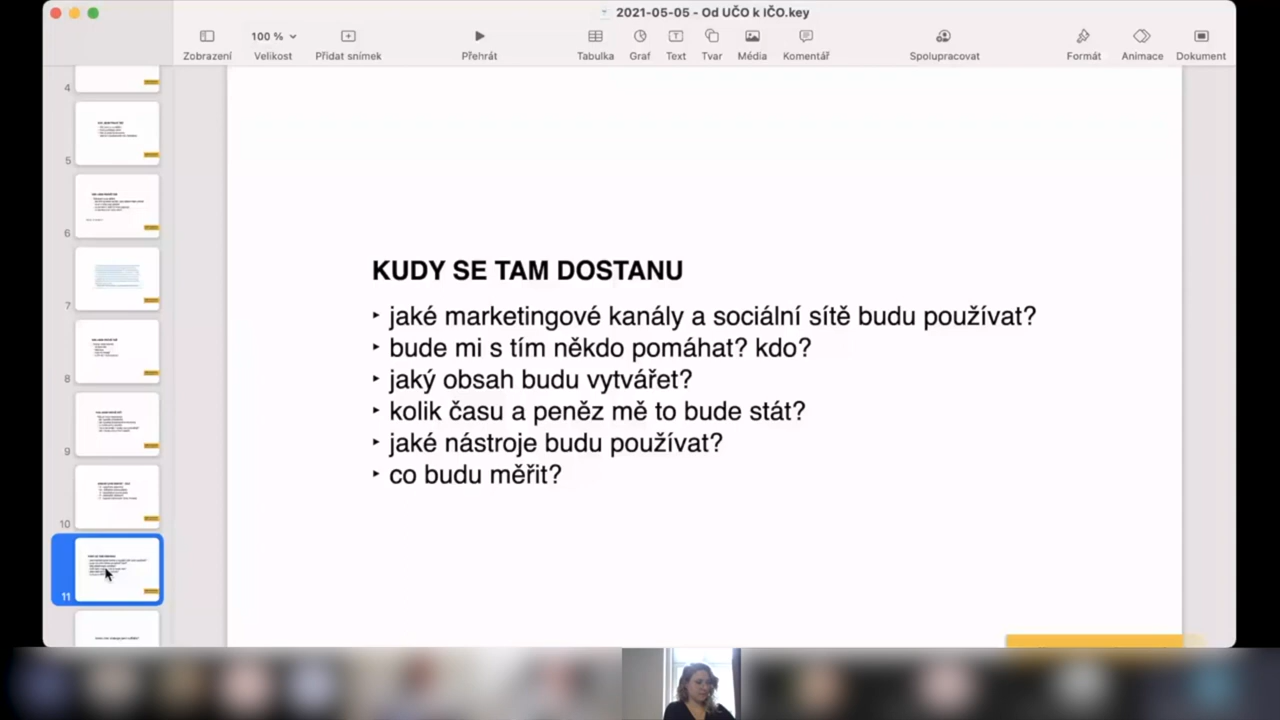 2021-05-05 - Od UČO k IČO.key
100 %
Zobrazení Velikost Přidat snímek Přehrát Tabulka Graf Text Tvar Média Komentář Spolupracovat Formát Animace Dokument
4
5
6
7
8
9
10
11
KUDY SE TAM DOSTANU
‣ jaké marketingové kanály a sociální sítě budu používat?
‣ bude mi s tím někdo pomáhat? kdo?
‣ jaký obsah budu vytvářet?
‣ kolik času a peněz mě to bude stát?
‣ jaké nástroje budu používat?
‣ co budu měřit?